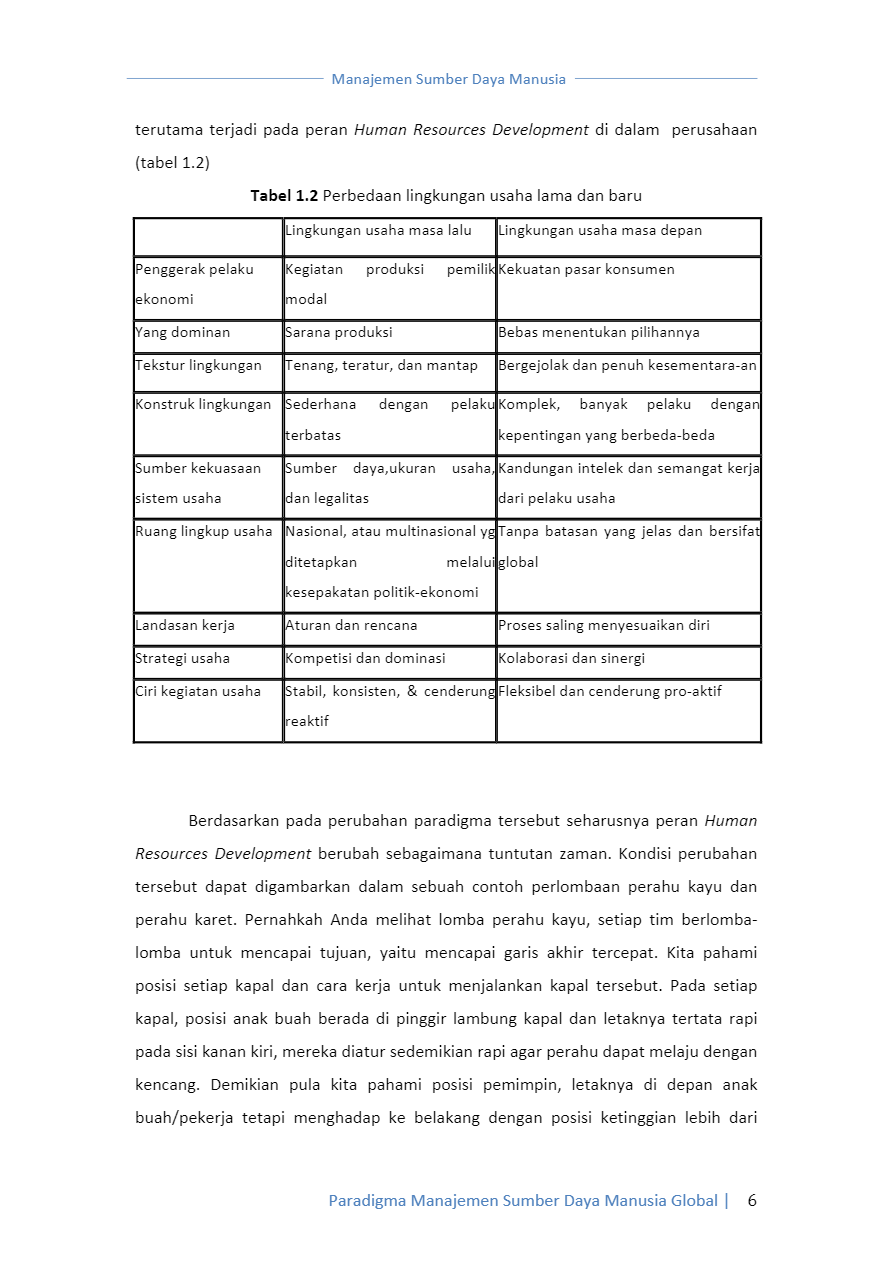 Manajemen Sumber Daya Manusia
terutama terjadi pada peran Human Resources Development di dalam perusahaan
(tabel 1.2)
Tabel 1.2 Perbedaan lingkungan usaha lama dan baru
Lingkungan usaha masa lalu
Lingkungan usaha masa depan
Penggerak pelaku
ekonomi
Kegiatan produksi pemilik
modal
Kekuatan pasar konsumen
Yang dominan
Sarana produksi
Bebas menentukan pilihannya
Tekstur lingkungan
Tenang, teratur, dan mantap
Bergejolak dan penuh kesementara-an
Konstruk lingkungan
Sederhana dengan pelaku
terbatas
Komplek, banyak pelaku dengan
kepentingan yang berbeda-beda
Sumber kekuasaan
sistem usaha
Sumber daya,ukuran usaha,
dan legalitas
Kandungan intelek dan semangat kerja
dari pelaku usaha
Ruang lingkup usaha
Nasional, atau multinasional yg
ditetapkan melalui
kesepakatan politik-ekonomi
Tanpa batasan yang jelas dan bersifat
global
Landasan kerja
Aturan dan rencana
Proses saling menyesuaikan diri
Strategi usaha
Kompetisi dan dominasi
Kolaborasi dan sinergi
Ciri kegiatan usaha
Stabil, konsisten, & cenderung
reaktif
Fleksibel dan cenderung pro-aktif
Berdasarkan pada perubahan paradigma tersebut seharusnya peran Human
Resources Development berubah sebagaimana tuntutan zaman. Kondisi perubahan
tersebut dapat digambarkan dalam sebuah contoh perlombaan perahu kayu dan
perahu karet. Pernahkah Anda melihat lomba perahu kayu, setiap tim berlomba-
lomba untuk mencapai tujuan, yaitu mencapai garis akhir tercepat. Kita pahami
posisi setiap kapal dan cara kerja untuk menjalankan kapal tersebut. Pada setiap
kapal, posisi anak buah berada di pinggir lambung kapal dan letaknya tertata rapi
pada sisi kanan kiri, mereka diatur sedemikian rapi agar perahu dapat melaju dengan
kencang. Demikian pula kita pahami posisi pemimpin, letaknya di depan anak
buah/pekerja tetapi menghadap ke belakang dengan posisi ketinggian lebih dari
Paradigma Manajemen Sumber Daya Manusia Global | 6